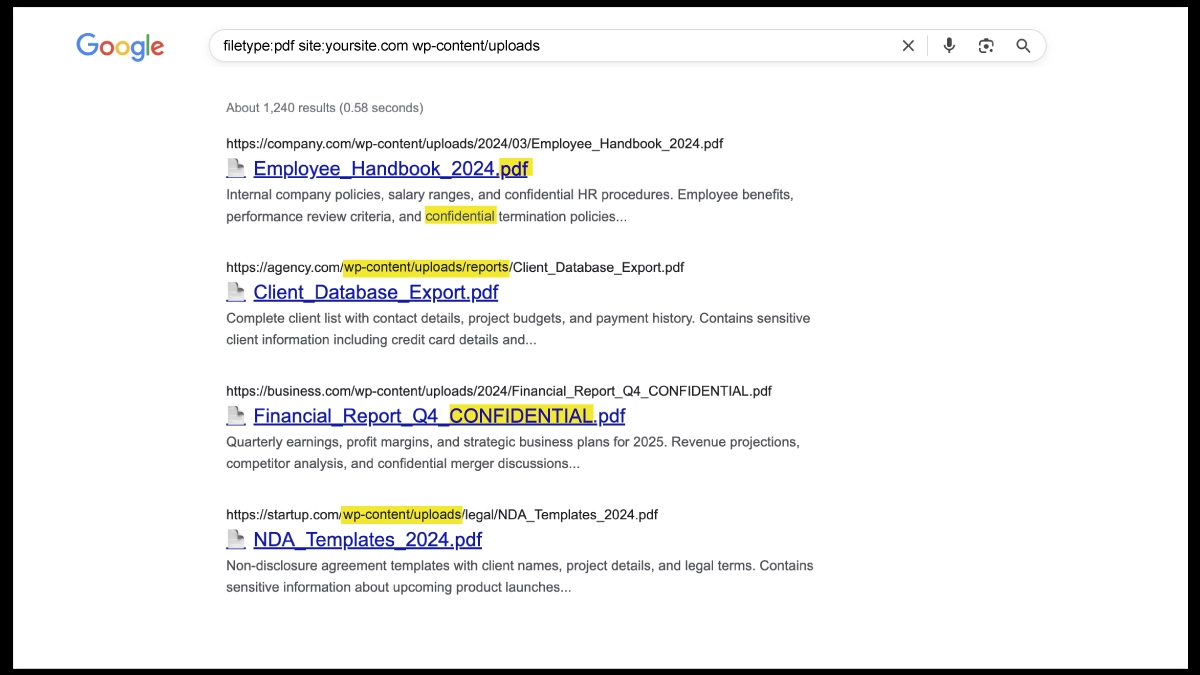 Google
filetype:pdf site:yoursite.com wp-content/uploads
About 1,240 results (0.58 seconds)
https://company.com/wp-content/uploads/2024/03/Employee_Handbook_2024.pdf
Employee_Handbook_2024.pdf
Internal company policies, salary ranges, and confidential HR procedures. Employee benefits,
performance review criteria, and confidential termination policies...
https://agency.com/wp-content/uploads/reports/Client_Database_Export.pdf
Client_Database_Export.pdf
Complete client list with contact details, project budgets, and payment history. Contains sensitive
client information including credit card details and...
https://business.com/wp-content/uploads/2024/Financial_Report_Q4_CONFIDENTIAL.pdf
Financial_Report_Q4_CONFIDENTIAL.pdf
Quarterly earnings, profit margins, and strategic business plans for 2025. Revenue projections,
competitor analysis, and confidential merger discussions...
https://startup.com/wp-content/uploads/legal/NDA_Templates_2024.pdf
NDA_Templates_2024.pdf
Non-disclosure agreement templates with client names, project details, and legal terms. Contains
sensitive information about upcoming product launches...